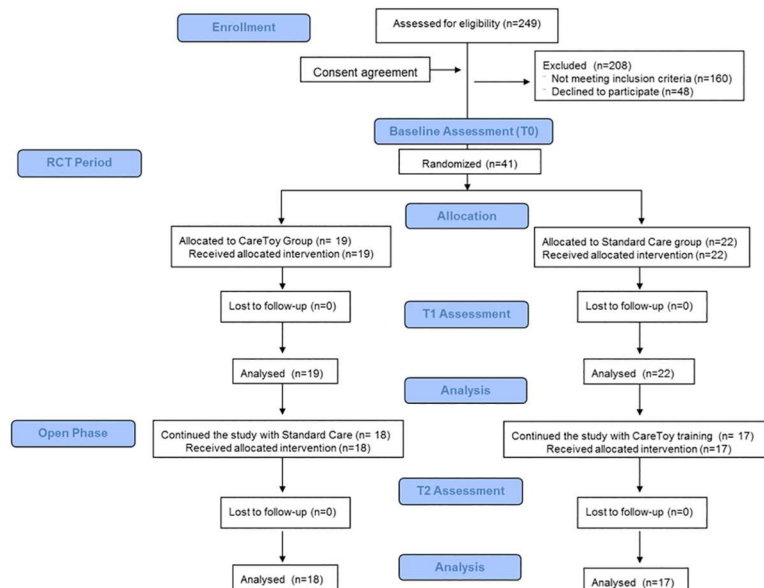 Enrollment
Assessed for eligibility (n=249)
Consent agreement
Excluded (n=208)
- Not meeting inclusion criteria (n=160)
- Declined to participate (n=48)
Baseline Assessment (T0)
RCT Period
Randomized (n=41)
Allocation
Allocated to CareToy Group (n= 19)
Received allocated intervention (n=19)
Allocated to Standard Care group (n=22)
Received allocated intervention (n=22)
Lost to follow-up (n=0)
T1 Assessment
Lost to follow-up (n=0)
Analysed (n=19)
Analysed (n=22)
Analysis
Open Phase
Continued the study with Standard Care (n= 18)
Received allocated intervention (n=18)
Continued the study with CareToy training (n= 17)
Received allocated intervention (n=17)
T2 Assessment
Lost to follow-up (n=0)
Lost to follow-up (n=0)
Analysis
Analysed (n=18)
Analysed (n=17)